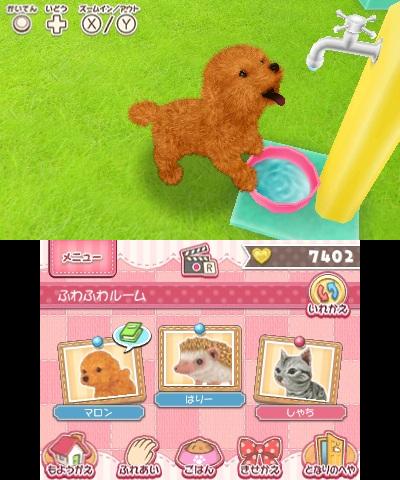 かいてん いどう ズームイン/アウト
X/Y
メニュー
R
7402
ふわふわルーム
いれかえ
マロン
はりー
しゃち
もようがえ
ふれあい
ごはん
きせかえ
となりのへや